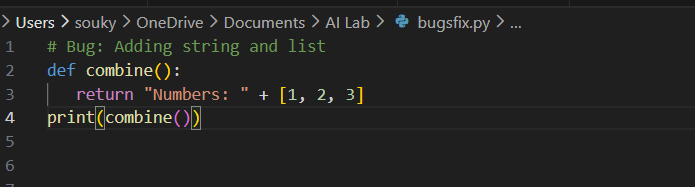 Users > souky > OneDrive > Documents > AI Lab > bugsfix.py > ...
1 # Bug: Adding string and list
2 def combine():
3 return "Numbers: " + [1, 2, 3]
4 print(combine())
5
6